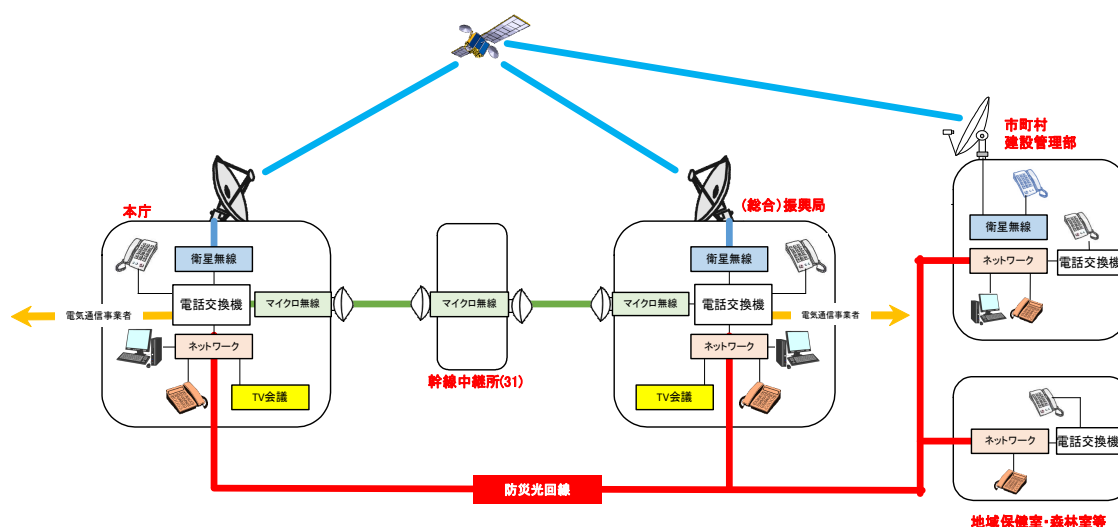 市町村
建設管理部
本庁
(総合)振興局
衛星無線
電話交換機
マイクロ無線
電気通信事業者
ネットワーク
TV会議
マイクロ無線
幹線中継所(31)
衛星無線
マイクロ無線
電話交換機
電気通信事業者
ネットワーク
TV会議
衛星無線
ネットワーク
電話交換機
ネットワーク
電話交換機
地域保健室・森林室等
防災光回線